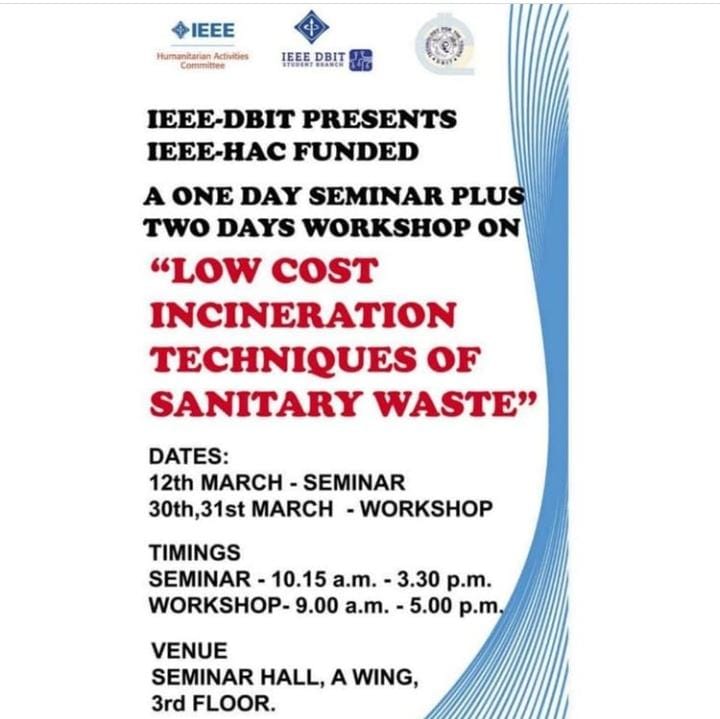 IEEE
Humanitarian Activities
Committee
IEEE DBIT
STUDENT BRANCH
IEEE-DBIT PRESENTS
IEEE-HAC FUNDED
A ONE DAY SEMINAR PLUS
TWO DAYS WORKSHOP ON
“LOW COST
INCINERATION
TECHNIQUES OF
SANITARY WASTE”
DATES:
12th MARCH - SEMINAR
30th,31st MARCH - WORKSHOP
TIMINGS
SEMINAR - 10.15 a.m. - 3.30 p.m.
WORKSHOP- 9.00 a.m. - 5.00 p.m.
VENUE
SEMINAR HALL, A WING,
3rd FLOOR.